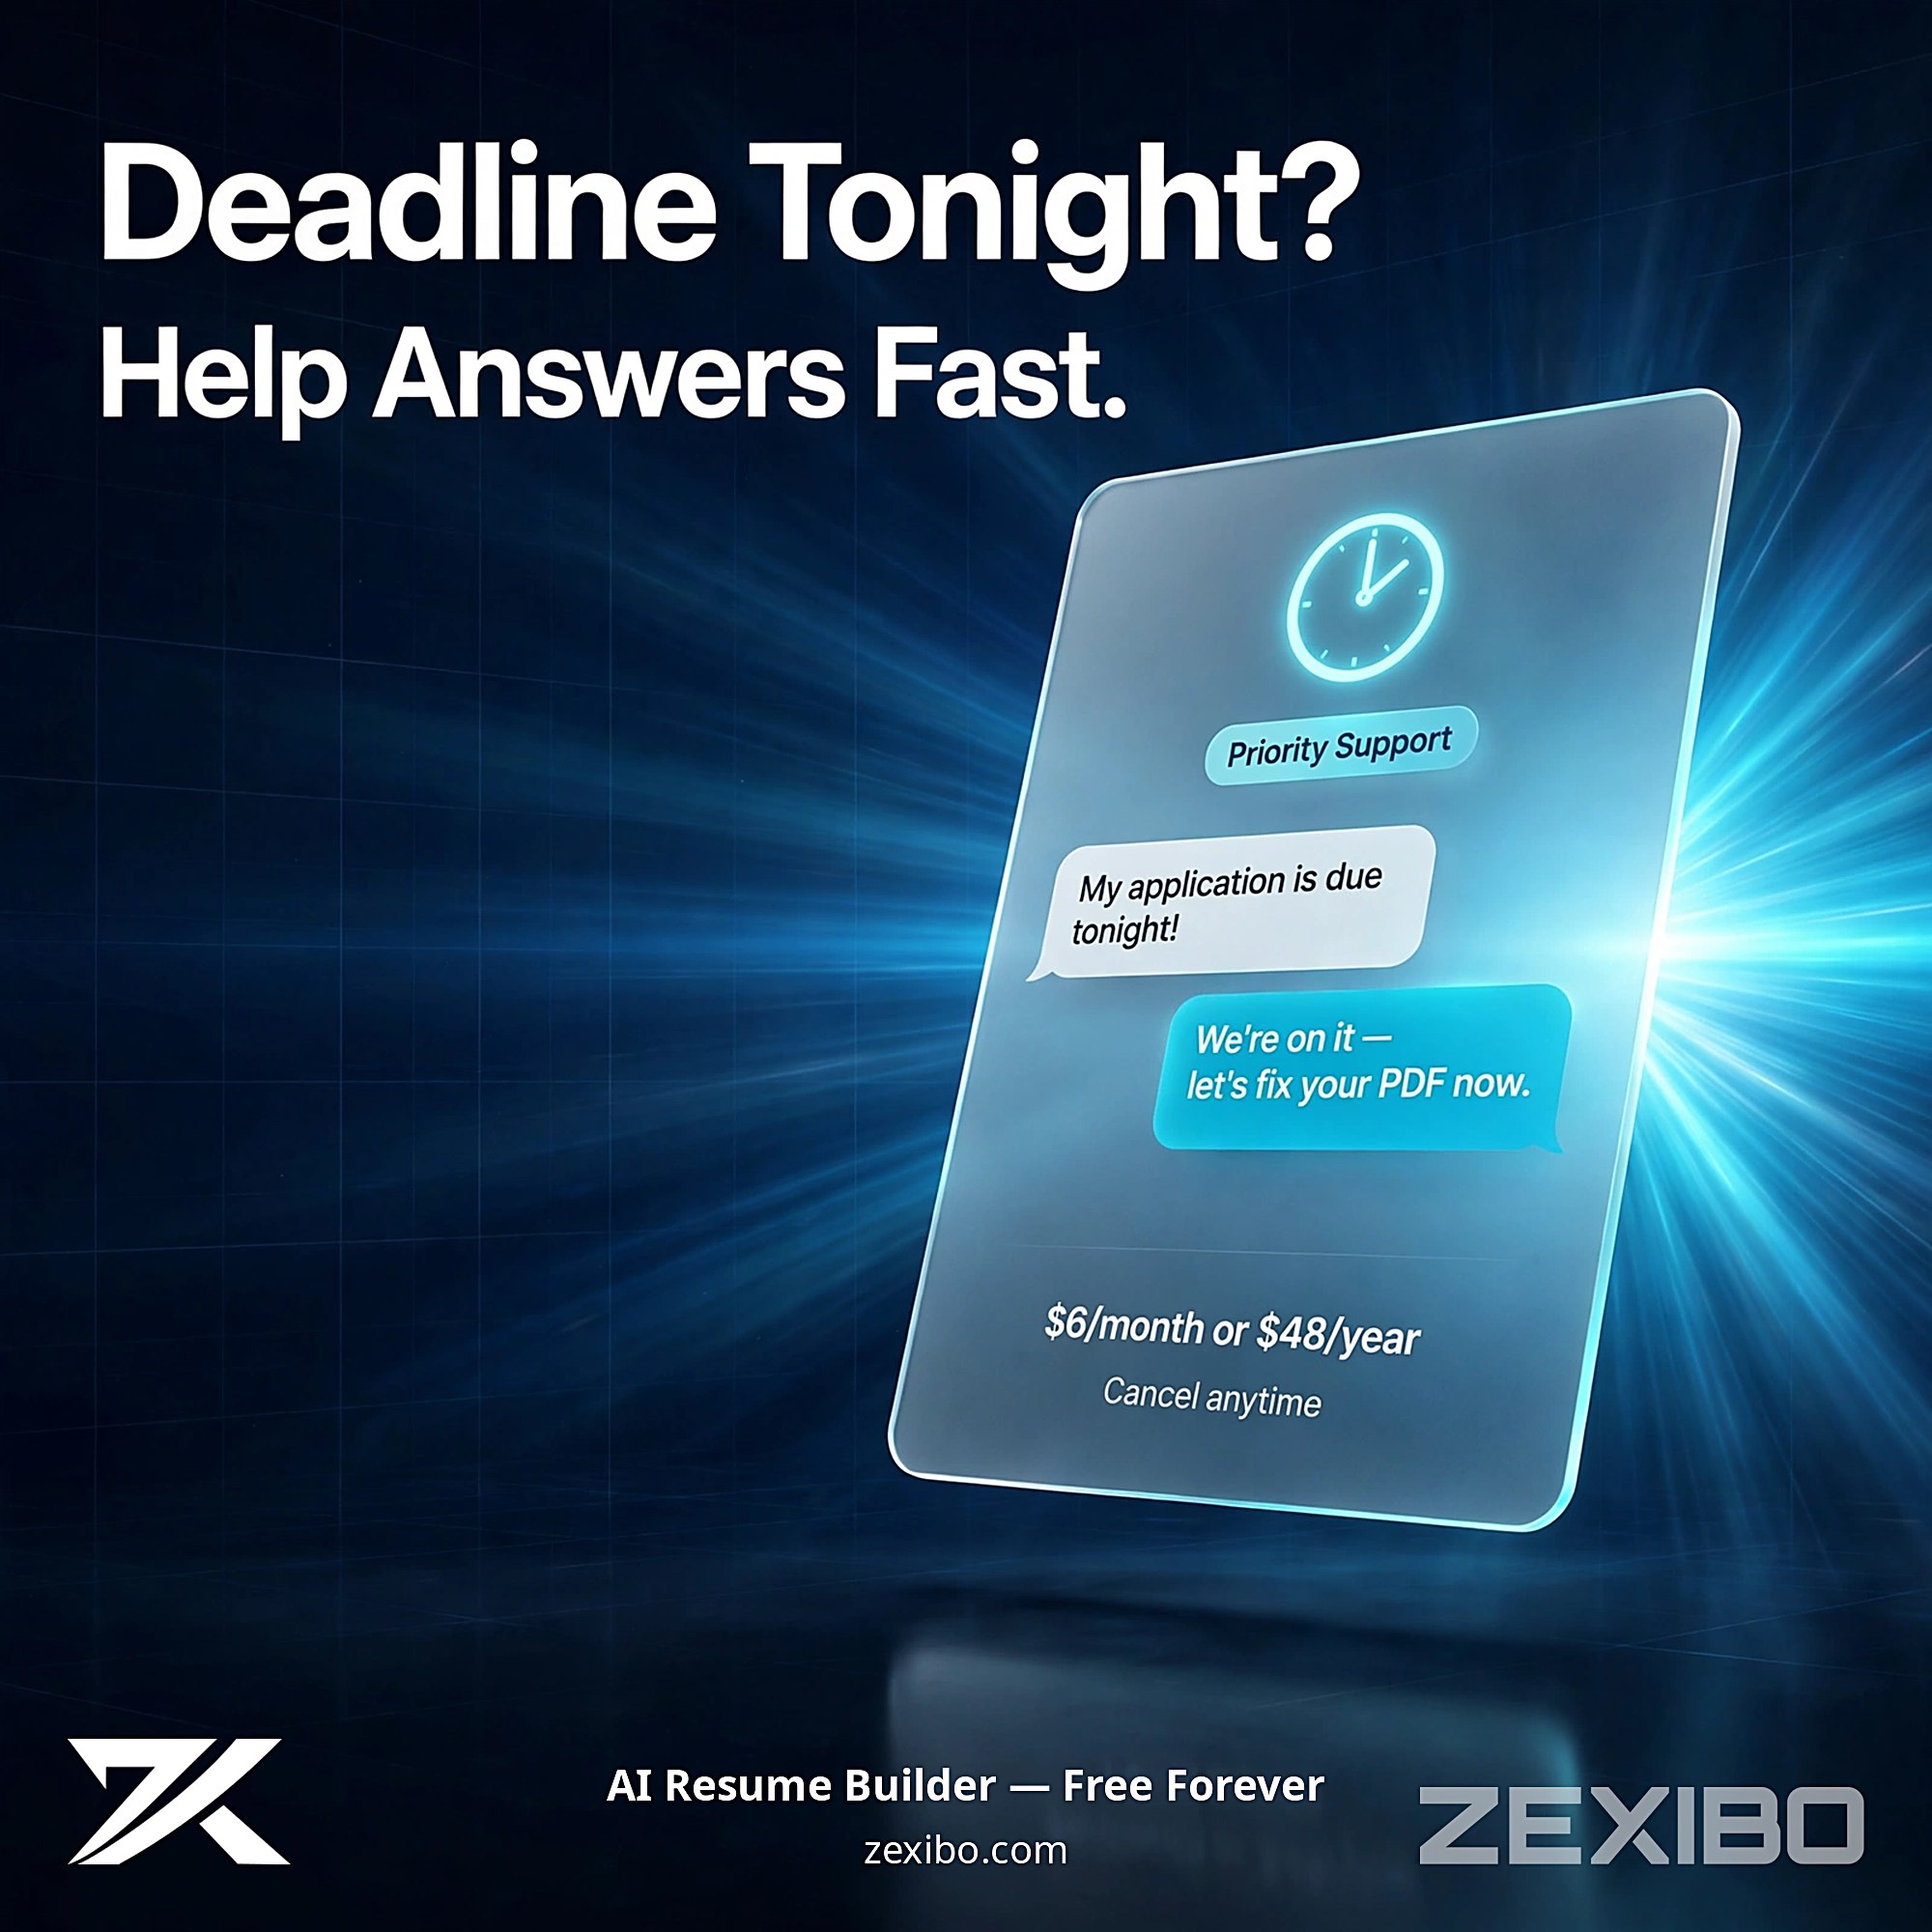 Deadline Tonight?
Help Answers Fast.
Priority Support
My application is due
tonight!
We're on it —
let's fix your PDF now.
$6/month or $48/year
Cancel anytime
AI Resume Builder — Free Forever
zexibo.com
ZEXIBO